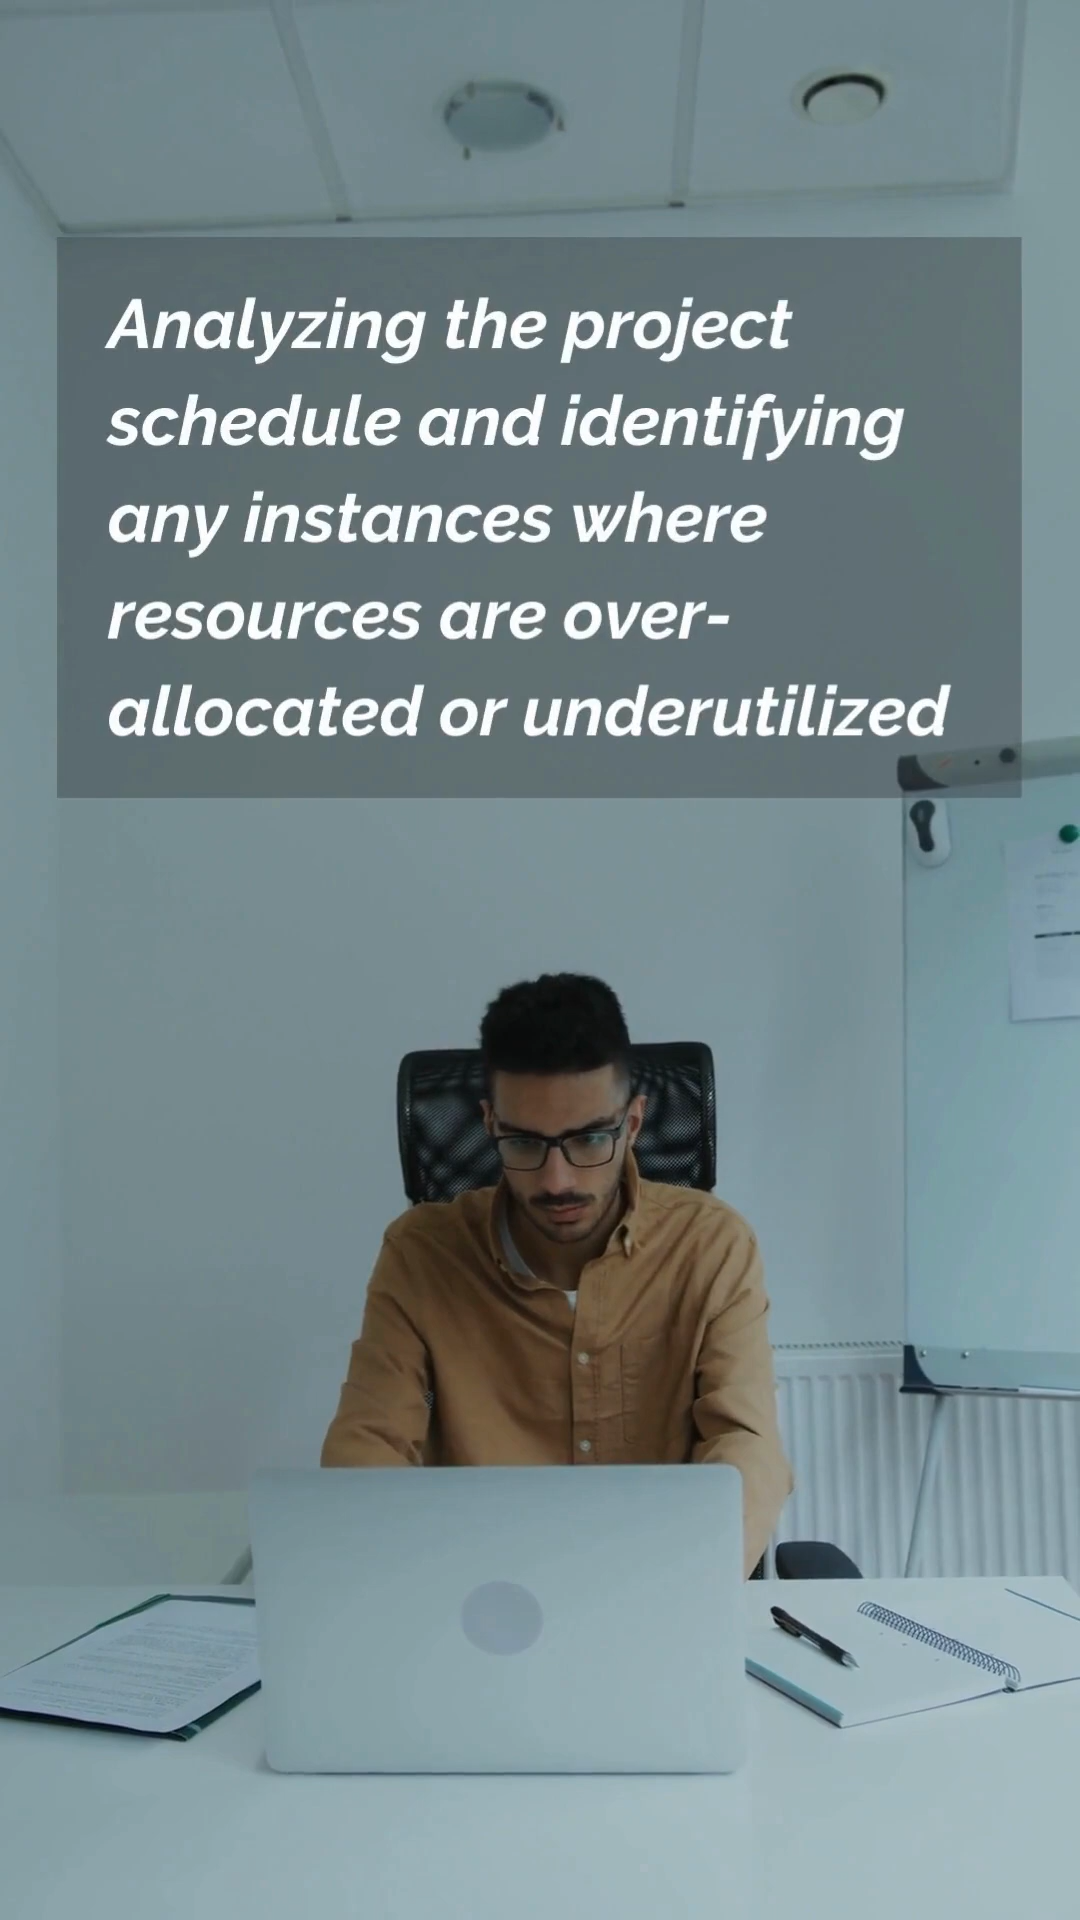 Analyzing the project
schedule and identifying
any instances where
resources are over-
allocated or underutilized